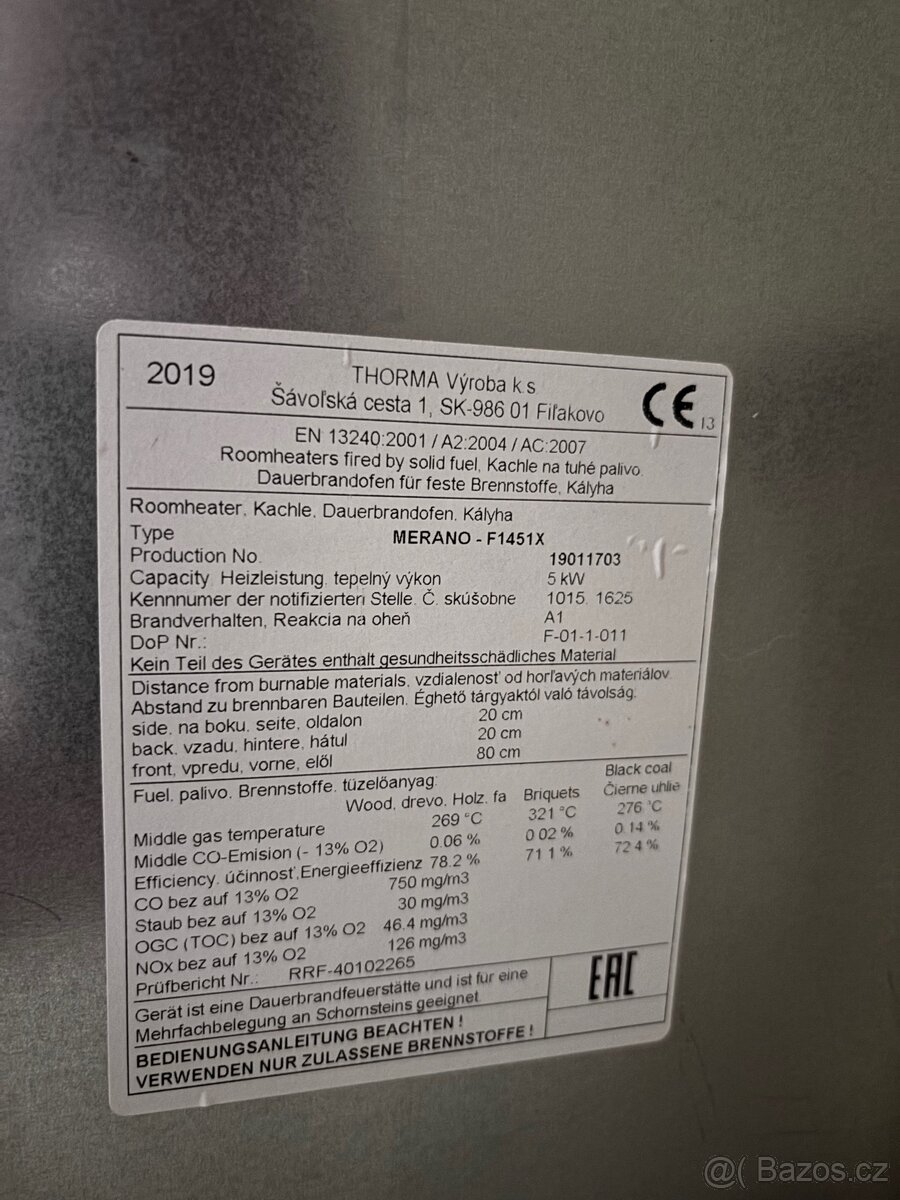 2019
THORMA Výroba k.s
Šávoľská cesta 1, SK-986 01 Fiľakovo
CE 13
EN 13240:2001 / A2:2004 / AC:2007
Roomheaters fired by solid fuel, Kachle na tuhé palivo.
Dauerbrandofen für feste Brennstoffe, Kályha
Roomheater, Kachle, Dauerbrandofen, Kályha
Type MERANO - F1451X
Production No. 19011703
Capacity, Heizleistung, tepelný výkon 5 kW
Kennnumer der notifizierten Stelle, Č. skúšobne 1015, 1625
Brandverhalten, Reakcia na oheň A1
DoP Nr.: F-01-1-011
Kein Teil des Gerätes enthalt gesundheitsschädliches Material
Distance from burnable materials, vzdialenosť od horľavých materiálov
Abstand zu brennbaren Bauteilen. Éghető tárgyaktól való távolság:
side, na boku, seite, oldalon 20 cm
back, vzadu, hintere, hátul 20 cm
front, vpredu, vorne, elől 80 cm
Fuel, palivo, Brennstoffe, tüzelőanyag:
Wood, drevo, Holz, fa Briquets Black coal
Čierne uhlie
Middle gas temperature 269 °C 321 °C 276 °C
Middle CO-Emision (- 13% O2) 0.06 % 0.02 % 0.14 %
Efficiency, účinnosť, Energieeffizienz 78.2 % 71.1 % 72.4 %
CO bez auf 13% O2 750 mg/m3
Staub bez auf 13% O2 30 mg/m3
OGC (TOC) bez auf 13% O2 46.4 mg/m3
NOx bez auf 13% O2 126 mg/m3
Prüfbericht Nr.: RRF-40102265
Gerät ist eine Dauerbrandfeuerstätte und ist für eine
Mehrfachbelegung an Schornsteins geeignet
EAC
BEDIENUNGSANLEITUNG BEACHTEN !
VERWENDEN NUR ZULASSENE BRENNSTOFFE !
@( Bazos.cz